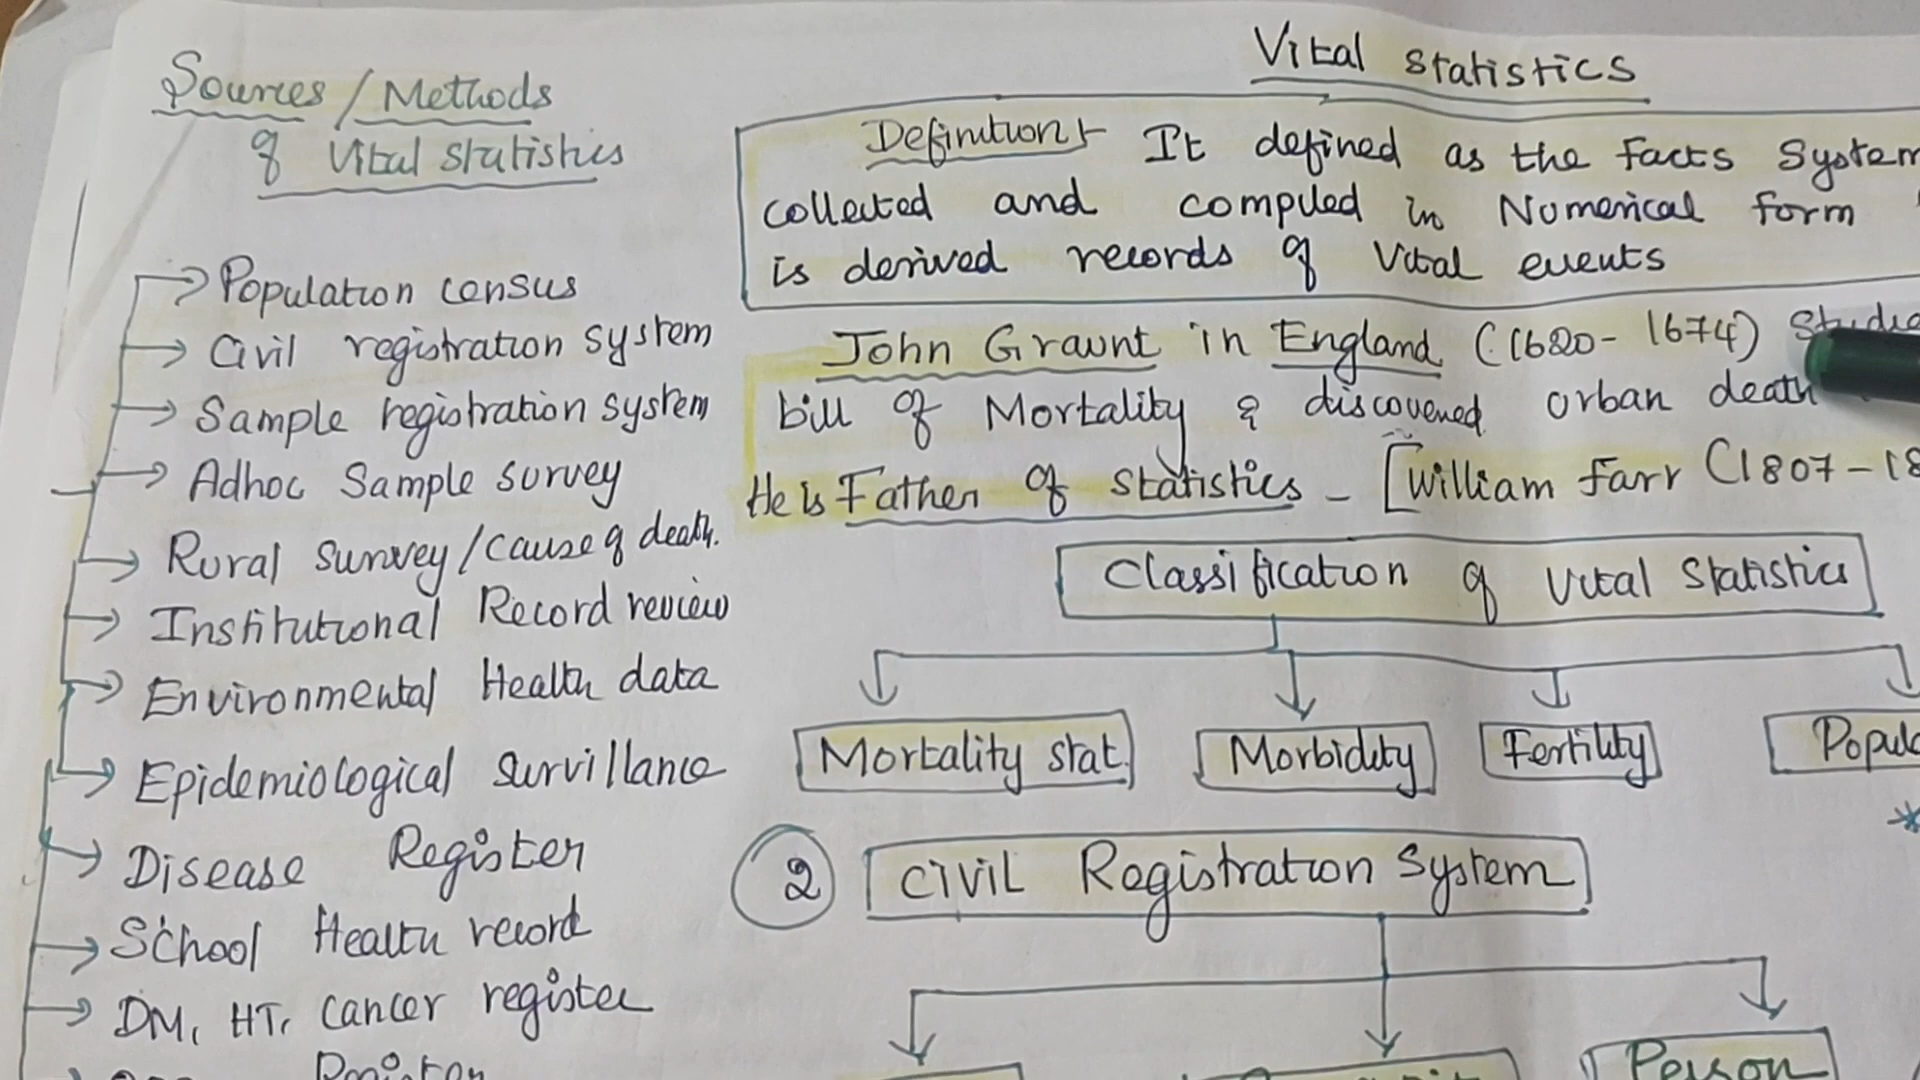 Sources / Methods
of Vital statistics
Population census
Civil registration system
Sample registration system
Adhoc Sample survey
Rural survey / cause of death.
Institutional Record review
Environmental Health data
Epidemiological survillance
Disease Register
School Health record
DM, HT, cancer register
Register
Vital statistics
Definition :- It defined as the facts System
collected and compiled in Numerical form
is derived records of Vital events
John Graunt in England (1620 - 1674) Studie
bill of Mortality & discovered urban death
He is Father of Statistics - [William Farr (1807 - 18
Classification of Vital Statistics
Mortality stat. Morbidity Fertility Popula
2 Civil Registration System
Person